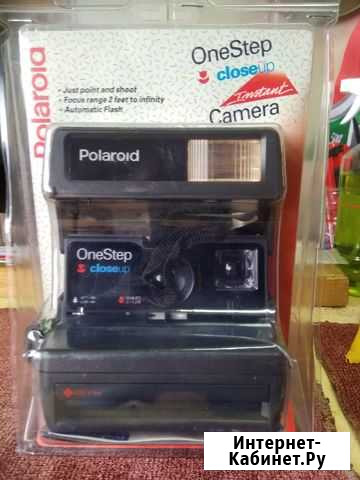 Polaroid
OneStep
closeup
Instant
Camera
- Just point and shoot
- Focus range 2 feet to infinity
- Automatic Flash
Polaroid
OneStep
closeup
Интернет-
Кабинет.Ру